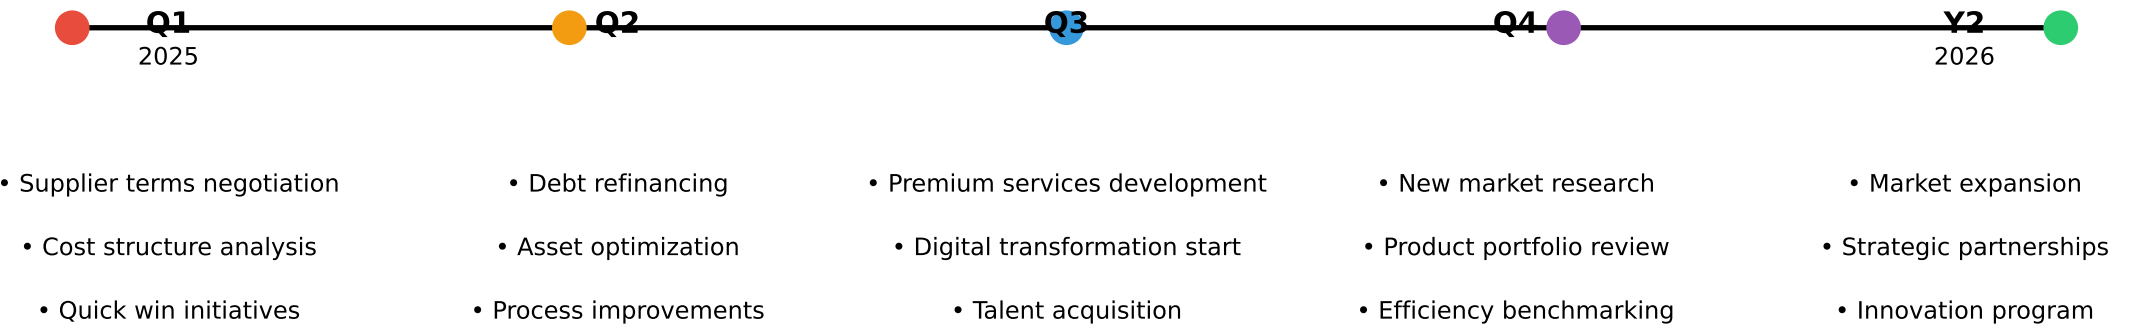 Q1
2025
• Supplier terms negotiation
• Cost structure analysis
• Quick win initiatives
Q2
• Debt refinancing
• Asset optimization
• Process improvements
Q3
• Premium services development
• Digital transformation start
• Talent acquisition
Q4
• New market research
• Product portfolio review
• Efficiency benchmarking
Y2
2026
• Market expansion
• Strategic partnerships
• Innovation program